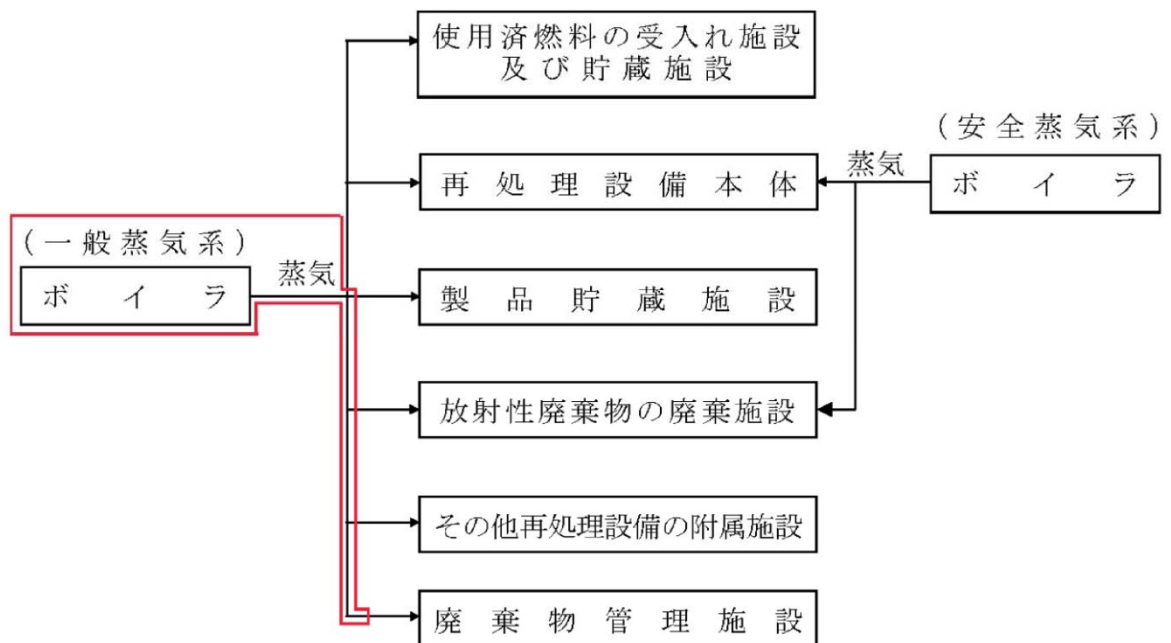 使用済燃料の受入れ施設
及び貯蔵施設
(安全蒸気系)
蒸気
ボイラ
再処理設備本体
(一般蒸気系)
蒸気
ボイラ
製品貯蔵施設
放射性廃棄物の廃棄施設
その他再処理設備の附属施設
廃棄物管理施設